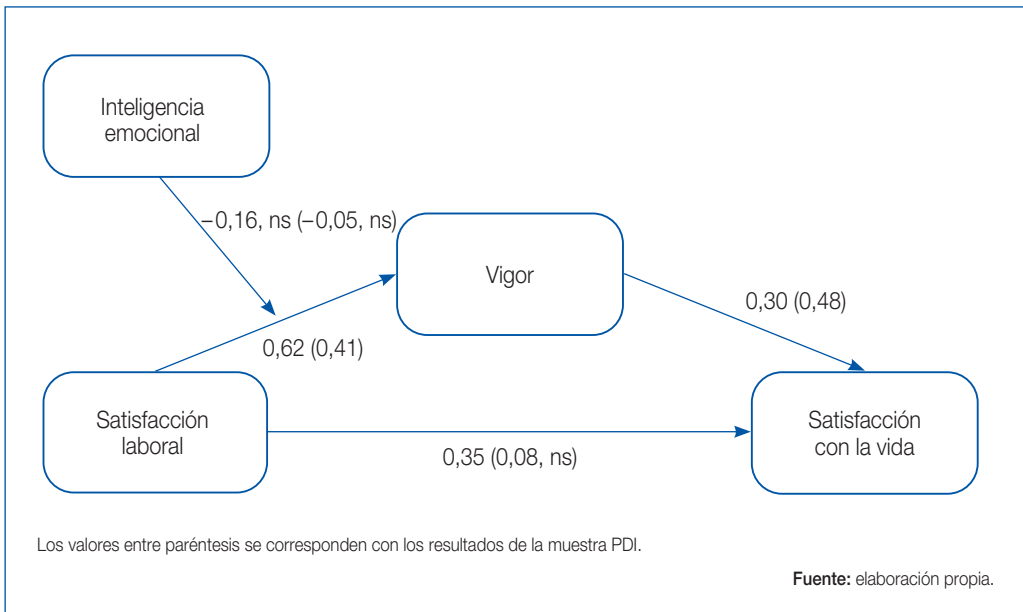 Inteligencia
emocional
−0,16, ns (−0,05, ns)
Vigor
0,30 (0,48)
0,62 (0,41)
Satisfacción
laboral
0,35 (0,08, ns)
Satisfacción
con la vida
Los valores entre paréntesis se corresponden con los resultados de la muestra PDI.
Fuente: elaboración propia.